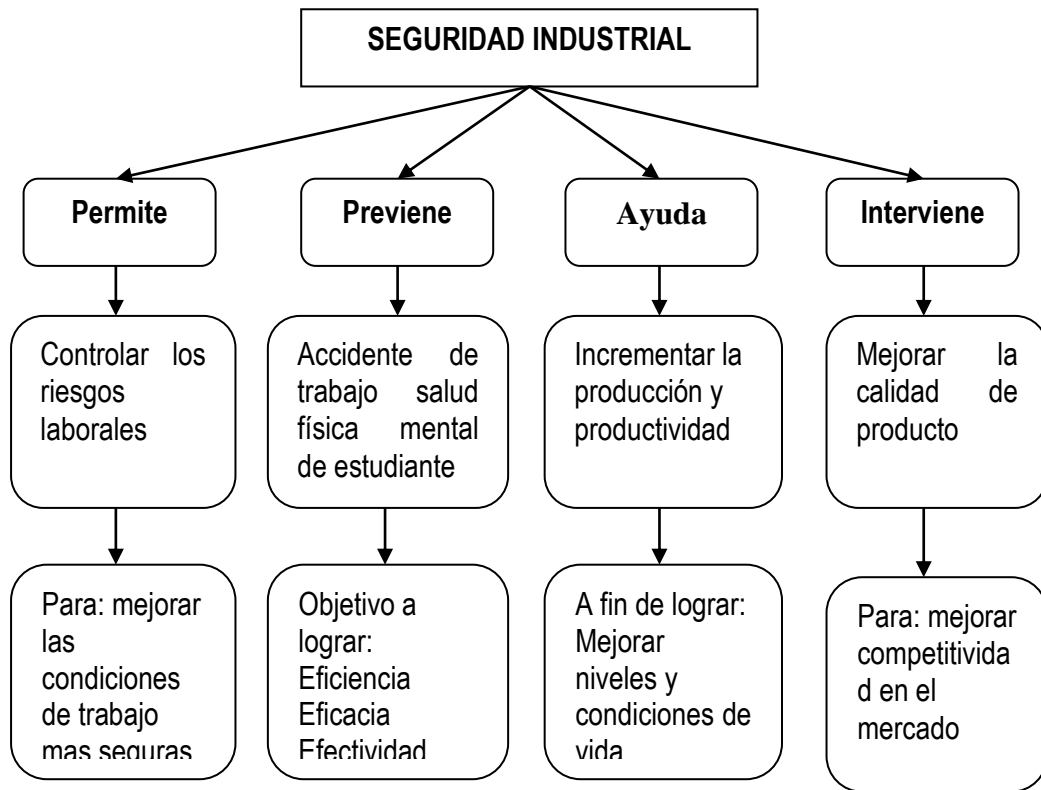 SEGURIDAD INDUSTRIAL
Permite
Previene
Ayuda
Interviene
Controlar los
riesgos
laborales
Accidente de
trabajo salud
física mental
de estudiante
Incrementar la
producción y
productividad
Mejorar la
calidad de
producto
Para: mejorar
las
condiciones
de trabajo
mas seguras
Objetivo a
lograr:
Eficiencia
Eficacia
Efectividad
A fin de lograr:
Mejorar
niveles y
condiciones de
vida
Para: mejorar
competitivida
d en el
mercado